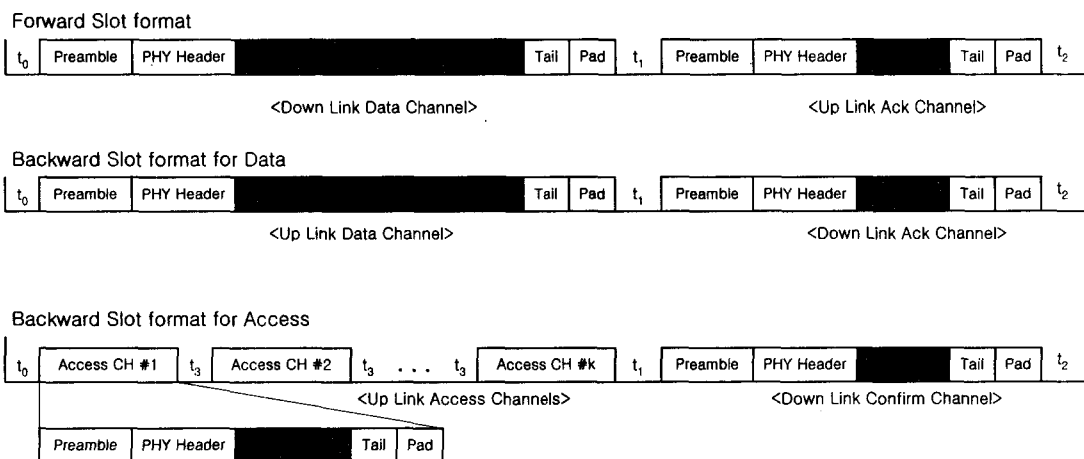 Forward Slot format
t0 Preamble PHY Header Tail Pad t1 Preamble PHY Header Tail Pad t2
<Down Link Data Channel> <Up Link Ack Channel>
Backward Slot format for Data
t0 Preamble PHY Header Tail Pad t1 Preamble PHY Header Tail Pad t2
<Up Link Data Channel> <Down Link Ack Channel>
Backward Slot format for Access
t0 Access CH #1 t3 Access CH #2 t3 . . . t3 Access CH #k t1 Preamble PHY Header Tail Pad t2
<Up Link Access Channels> <Down Link Confirm Channel>
Preamble PHY Header Tail Pad